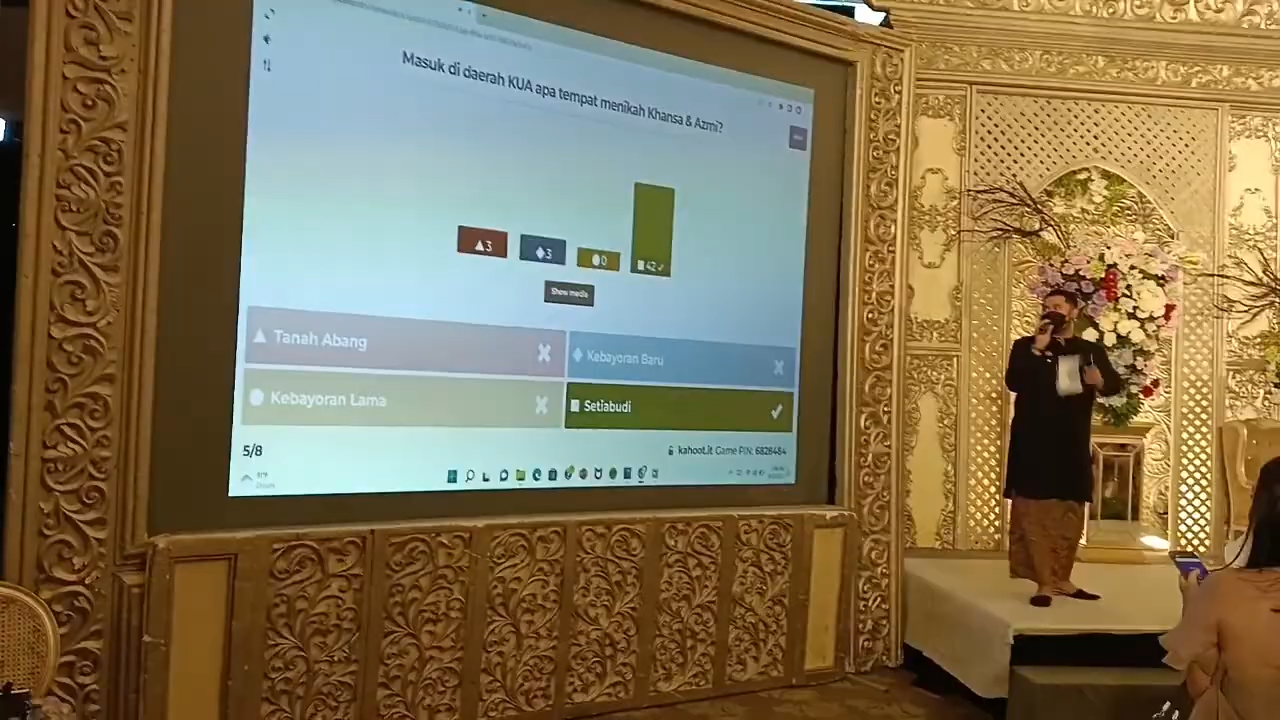 Masuk di daerah KUA apa tempat menikah Khansa & Azmi?
3
3
0
42
Show media
Tanah Abang
Kebayoran Baru
Kebayoran Lama
Setiabudi
5/8
kahoot.it Game PIN: 6826484